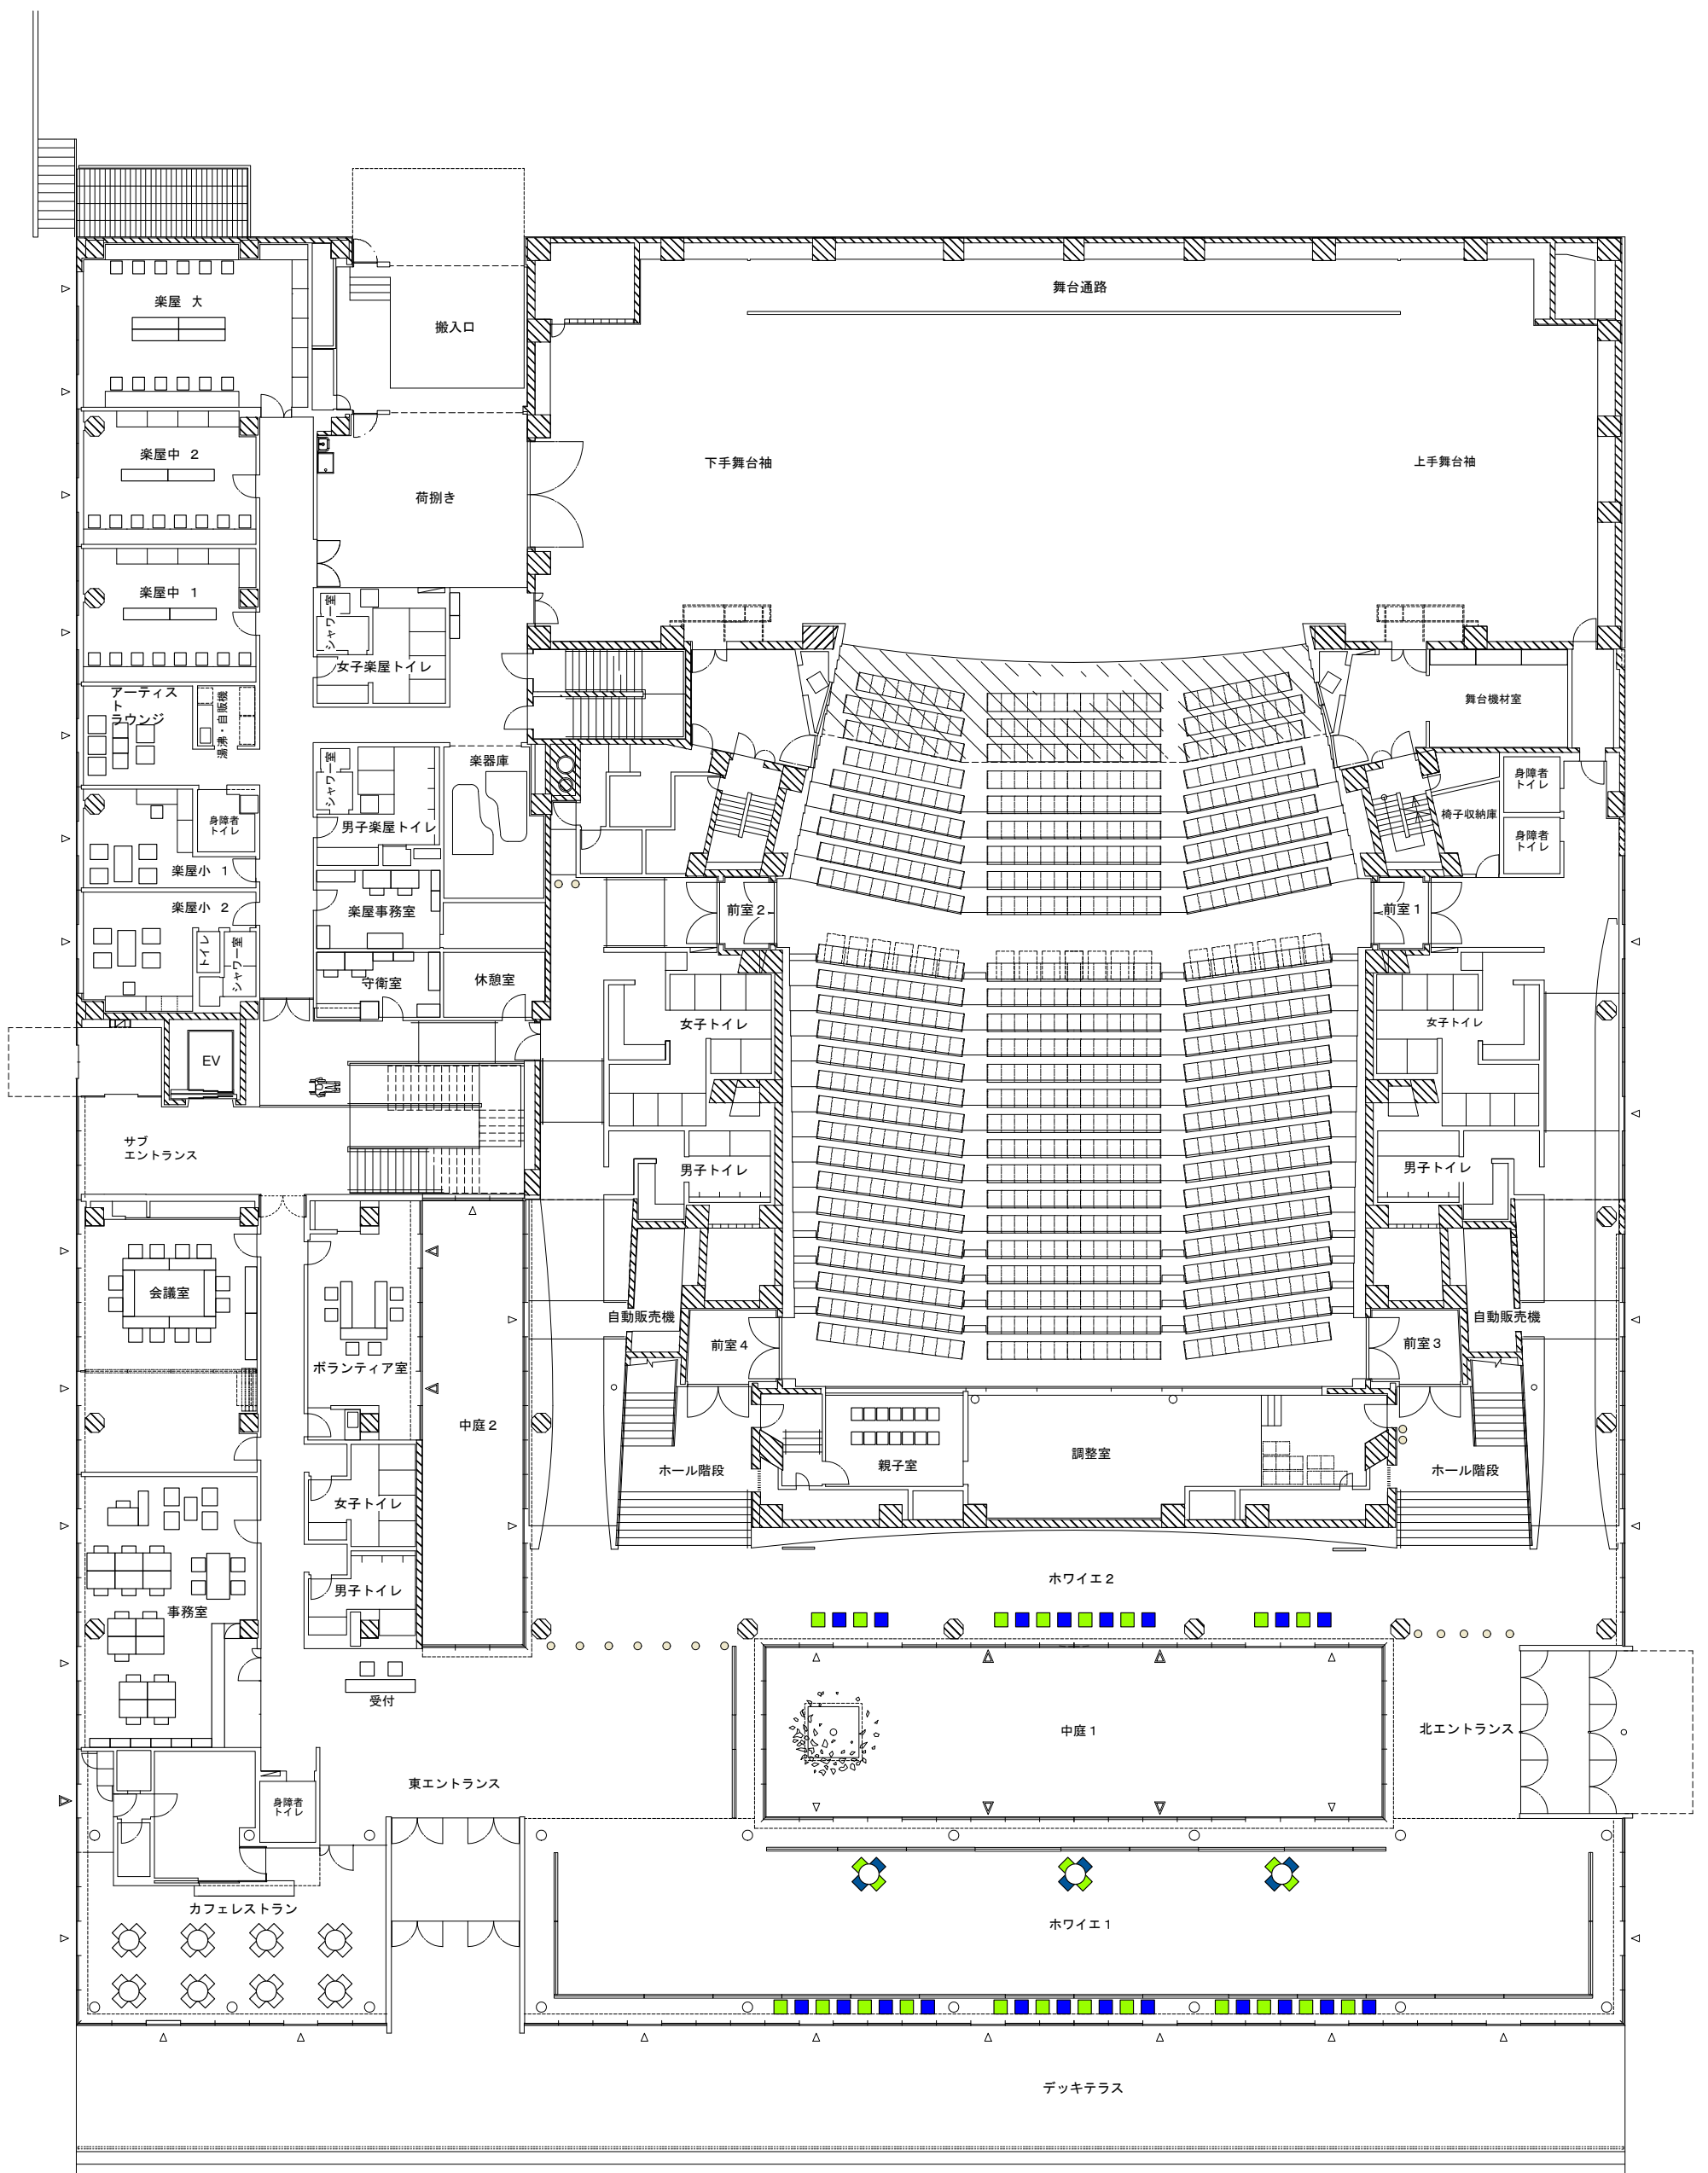 舞台通路
楽屋 大
搬入口
楽屋中 2
下手舞台袖
上手舞台袖
荷捌き
楽屋中 1
シャワー室
女子楽屋トイレ
アーティス
ト
ラウンジ
湯沸・自販機
舞台機材室
楽器庫
シャワー室
身障者
トイレ
椅子収納庫
身障者
トイレ
男子楽屋トイレ
身障者
トイレ
楽屋小 1
楽屋小 2
楽屋事務室
前室2
前室1
トイレ
シャワー室
守衛室
休憩室
女子トイレ
女子トイレ
EV
サブ
エントランス
男子トイレ
男子トイレ
会議室
自動販売機
自動販売機
前室4
前室3
ボランティア室
中庭2
ホール階段
親子室
調整室
ホール階段
女子トイレ
男子トイレ
ホワイエ2
事務室
受付
中庭1
北エントランス
東エントランス
身障者
トイレ
カフェレストラン
ホワイエ1
デッキテラス